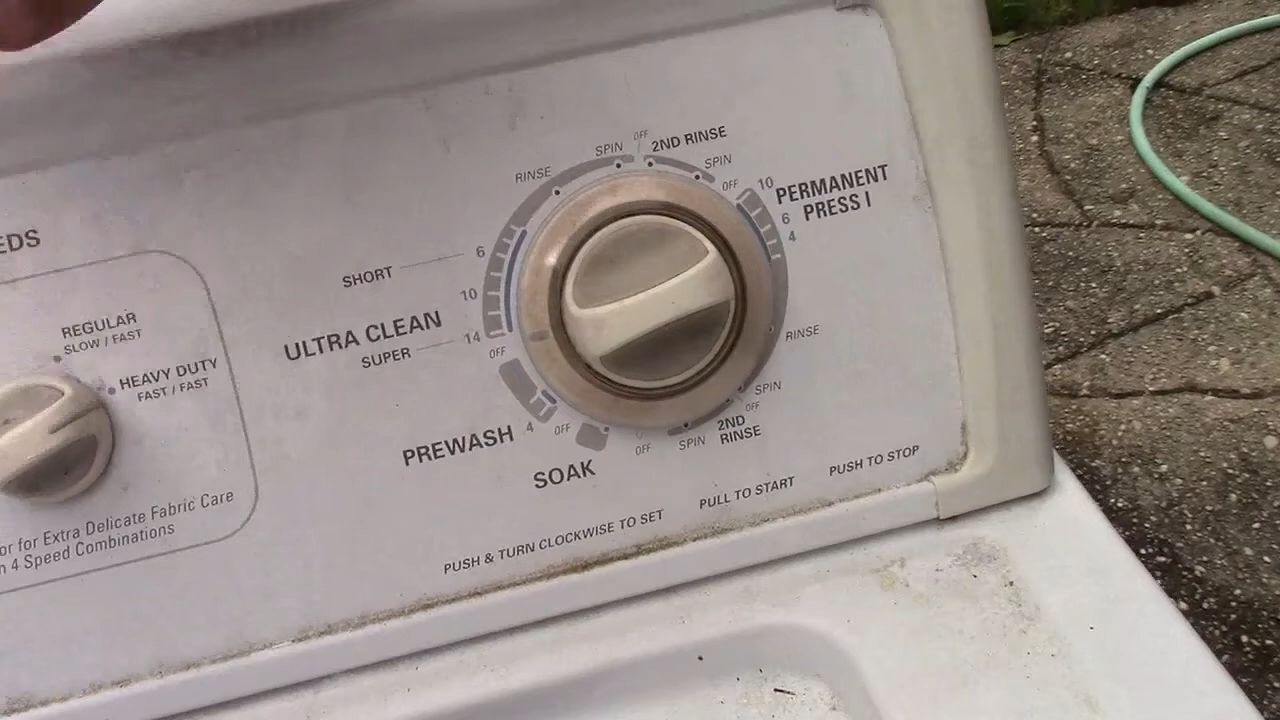 EDS
REGULAR
SLOW / FAST
HEAVY DUTY
FAST / FAST
or for Extra Delicate Fabric Care
n 4 Speed Combinations
OFF
SPIN
2ND RINSE
RINSE
SPIN
OFF
10
PERMANENT
PRESS I
6
4
6
SHORT
10
ULTRA CLEAN
14
SUPER
OFF
RINSE
SPIN
OFF
2ND
RINSE
SPIN
OFF
4
PREWASH
OFF
SOAK
PUSH & TURN CLOCKWISE TO SET
PULL TO START
PUSH TO STOP